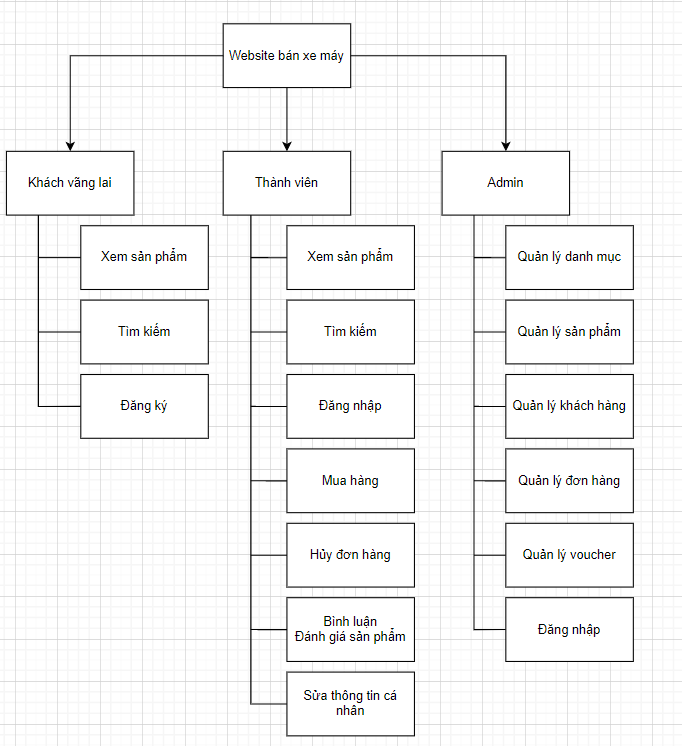 Website bán xe máy
Khách vãng lai
Thành viên
Admin
Xem sản phẩm
Tìm kiếm
Đăng ký
Xem sản phẩm
Tìm kiếm
Đăng nhập
Mua hàng
Hủy đơn hàng
Bình luận
Đánh giá sản phẩm
Sửa thông tin cá
nhân
Quản lý danh mục
Quản lý sản phẩm
Quản lý khách hàng
Quản lý đơn hàng
Quản lý voucher
Đăng nhập